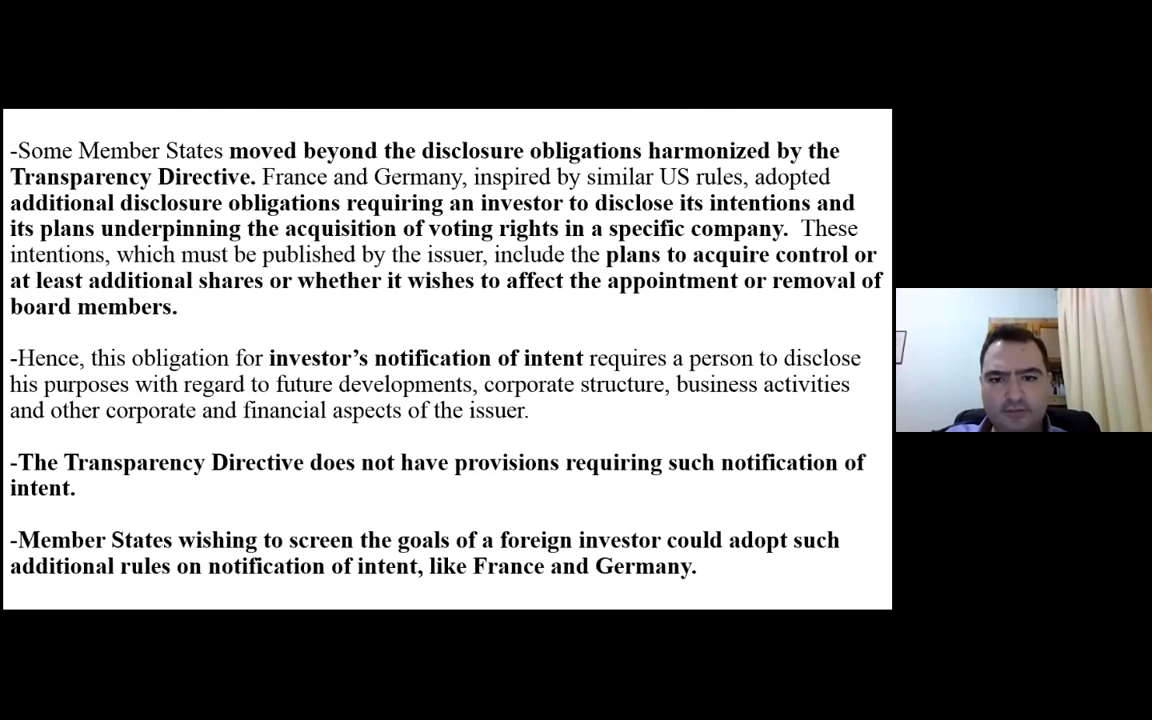 -Some Member States moved beyond the disclosure obligations harmonized by the
Transparency Directive. France and Germany, inspired by similar US rules, adopted
additional disclosure obligations requiring an investor to disclose its intentions and
its plans underpinning the acquisition of voting rights in a specific company. These
intentions, which must be published by the issuer, include the plans to acquire control or
at least additional shares or whether it wishes to affect the appointment or removal of
board members.
-Hence, this obligation for investor’s notification of intent requires a person to disclose
his purposes with regard to future developments, corporate structure, business activities
and other corporate and financial aspects of the issuer.
-The Transparency Directive does not have provisions requiring such notification of
intent.
-Member States wishing to screen the goals of a foreign investor could adopt such
additional rules on notification of intent, like France and Germany.